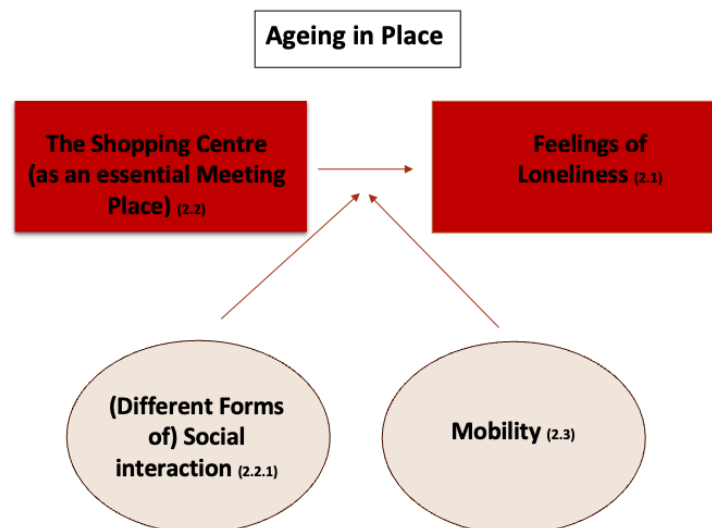 Ageing in Place
The Shopping Centre
(as an essential Meeting
Place) (2.2)
Feelings of
Loneliness (2.1)
(Different Forms
of) Social
interaction (2.2.1)
Mobility (2.3)